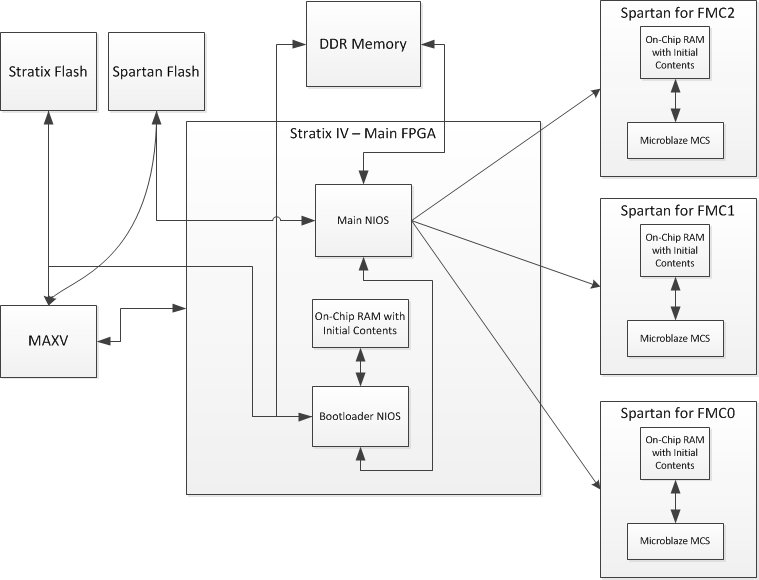 Stratix Flash
Spartan Flash
DDR Memory
Stratix IV – Main FPGA
Main NIOS
On-Chip RAM with
Initial Contents
Bootloader NIOS
MAXV
Spartan for FMC2
On-Chip RAM
with Initial
Contents
Microblaze MCS
Spartan for FMC1
On-Chip RAM
with Initial
Contents
Microblaze MCS
Spartan for FMC0
On-Chip RAM
with Initial
Contents
Microblaze MCS